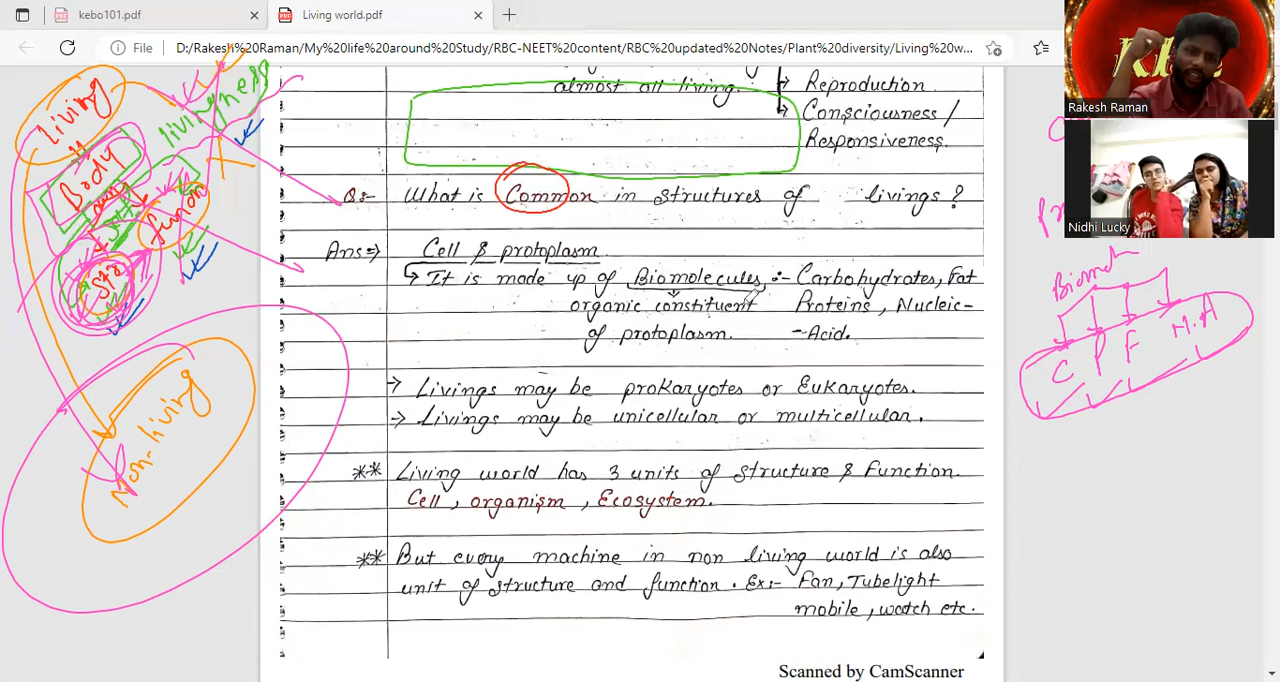 kebo101.pdf
Living world.pdf
File
D:/Rakesh%20Raman/My%20life%20around%20Study/RBC-NEET%20content/RBC%20updated%20Notes/Plant%20diversity/Living%20w...
Rakesh Raman
Nidhi Lucky
almost all living.
Reproduction
Consciousness /
Responsiveness.
Qs:- What is Common in structures of livings?
Ans⇒ Cell & protoplasm
↳ It is made up of Biomolecules :- Carbohydrates, Fat
organic constituent Proteins, Nucleic-
of protoplasm. -Acid.
→ Livings may be proKaryotes or EuKaryotes.
→ Livings may be unicellular or multicellular.
** Living world has 3 units of structure & Function.
Cell, organism, Ecosystem.
** But every machine in non living world is also
unit of structure and function. Ex:- Fan, Tubelight
mobile, watch etc.
Scanned by CamScanner
Living
livingness
Body
Str
Non-living
C P F N.A